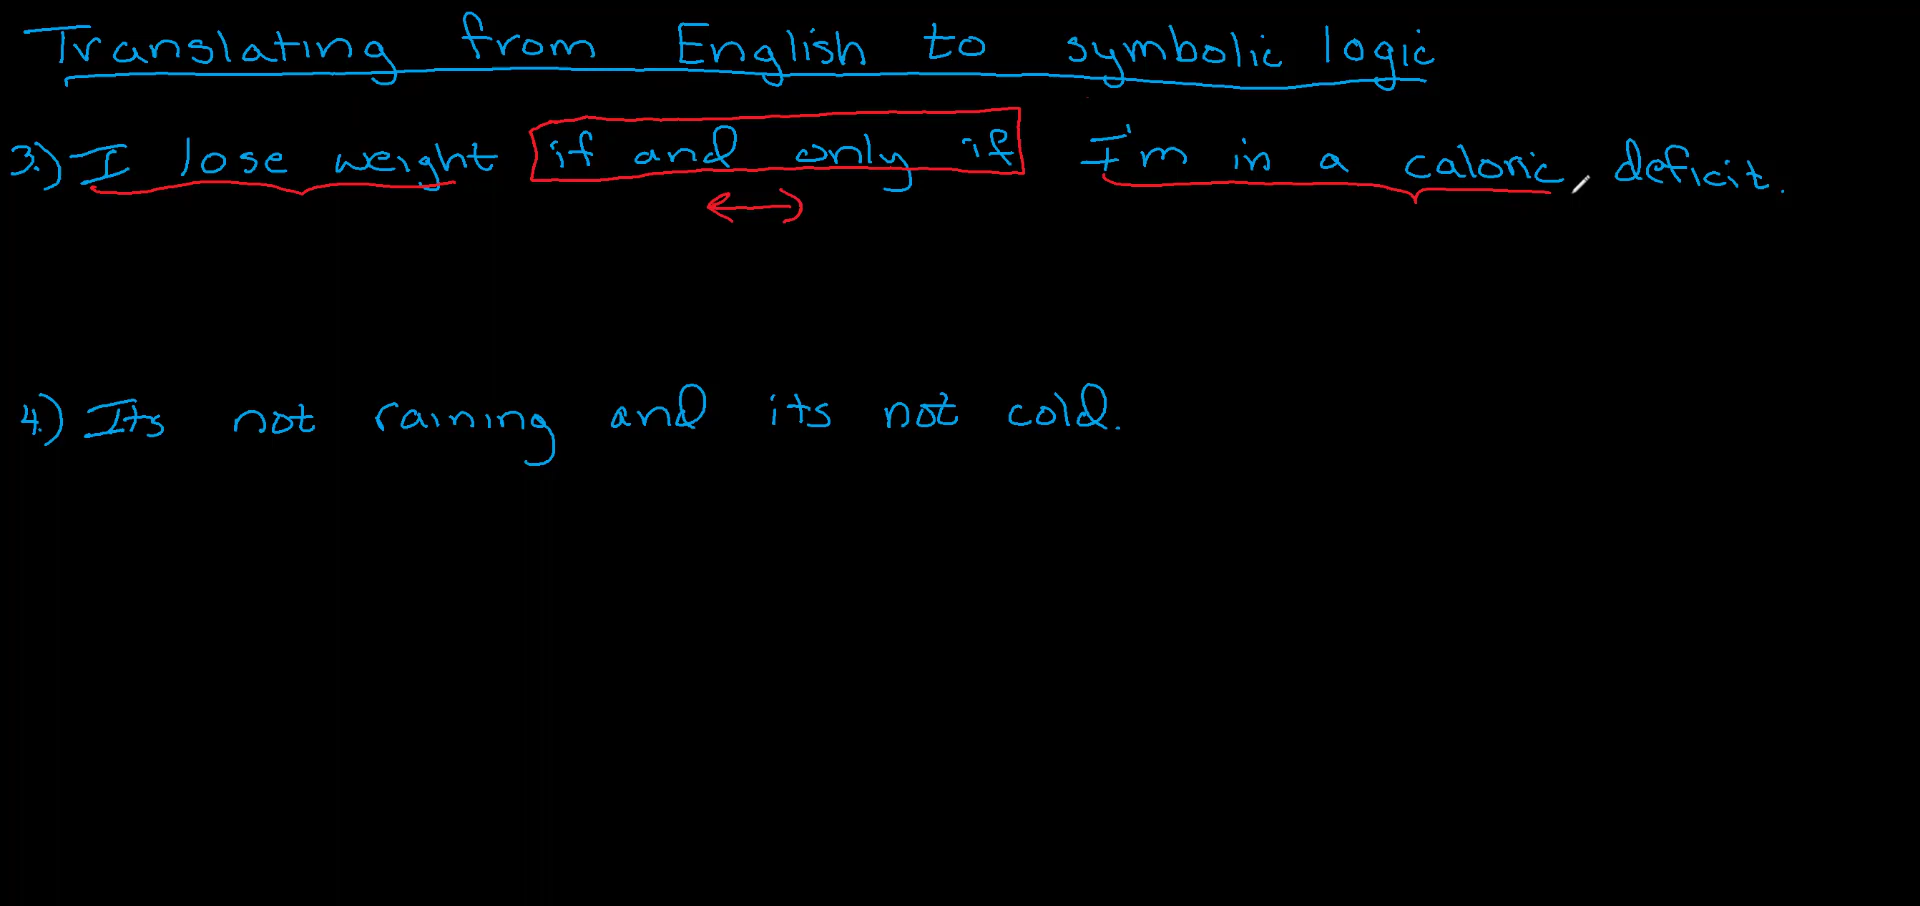 Translating from English to symbolic logic
3.) I lose weight if and only if I'm in a caloric deficit.
↔
4.) Its not raining and its not cold.